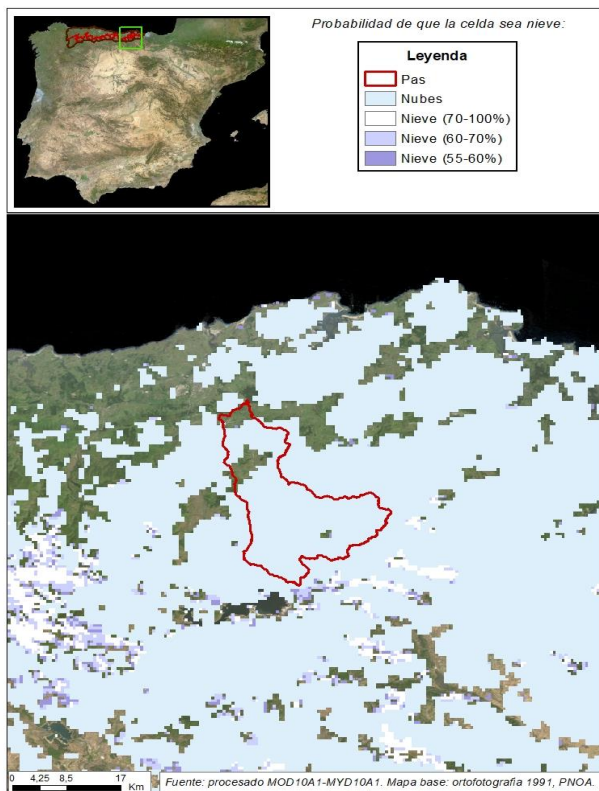 Probabilidad de que la celda sea nieve:
Leyenda
Pas
Nubes
Nieve (70-100%)
Nieve (60-70%)
Nieve (55-60%)
0 4,25 8,5 17
Km
Fuente: procesado MOD10A1-MYD10A1. Mapa base: ortofotografia 1991, PNOA.